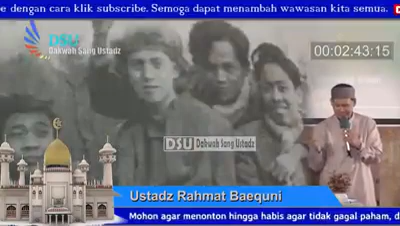 e dengan cara klik subscribe. Semoga dapat menambah wawasan kita semua.
DSU
Dakwah Sang Ustadz
00:02:43:15
DSU Dakwah Sang Ustadz
Ustadz Rahmat Baequni
Mohon agar menonton hingga habis agar tidak gagal paham, d